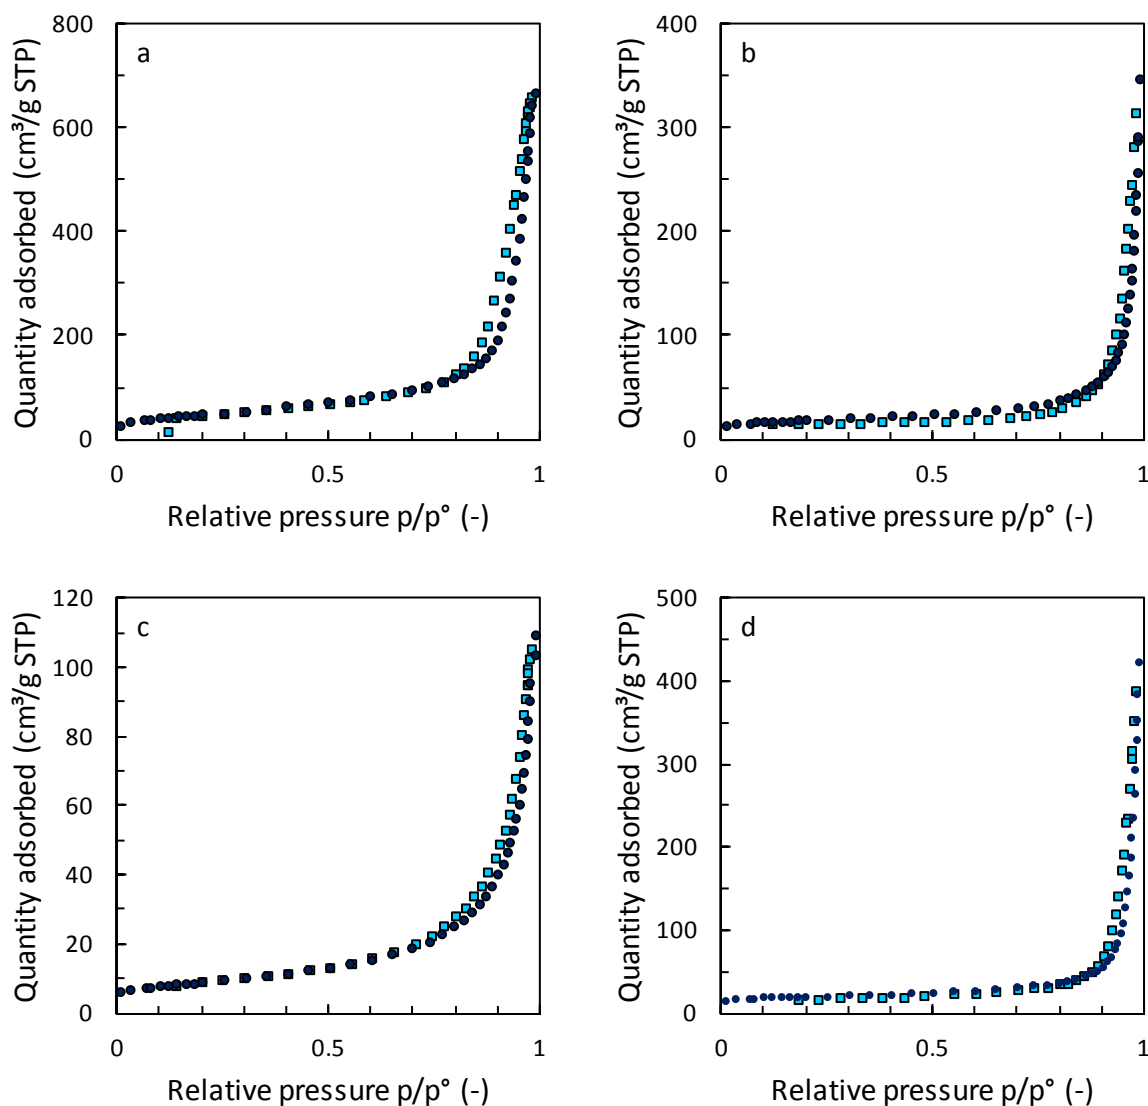 a
Quantity adsorbed (cm³/g STP)
800
600
400
200
0
0
0.5
1
Relative pressure p/p° (-)
b
Quantity adsorbed (cm³/g STP)
400
300
200
100
0
0
0.5
1
Relative pressure p/p° (-)
c
Quantity adsorbed (cm³/g STP)
120
100
80
60
40
20
0
0
0.5
1
Relative pressure p/p° (-)
d
Quantity adsorbed (cm³/g STP)
500
400
300
200
100
0
0
0.5
1
Relative pressure p/p° (-)